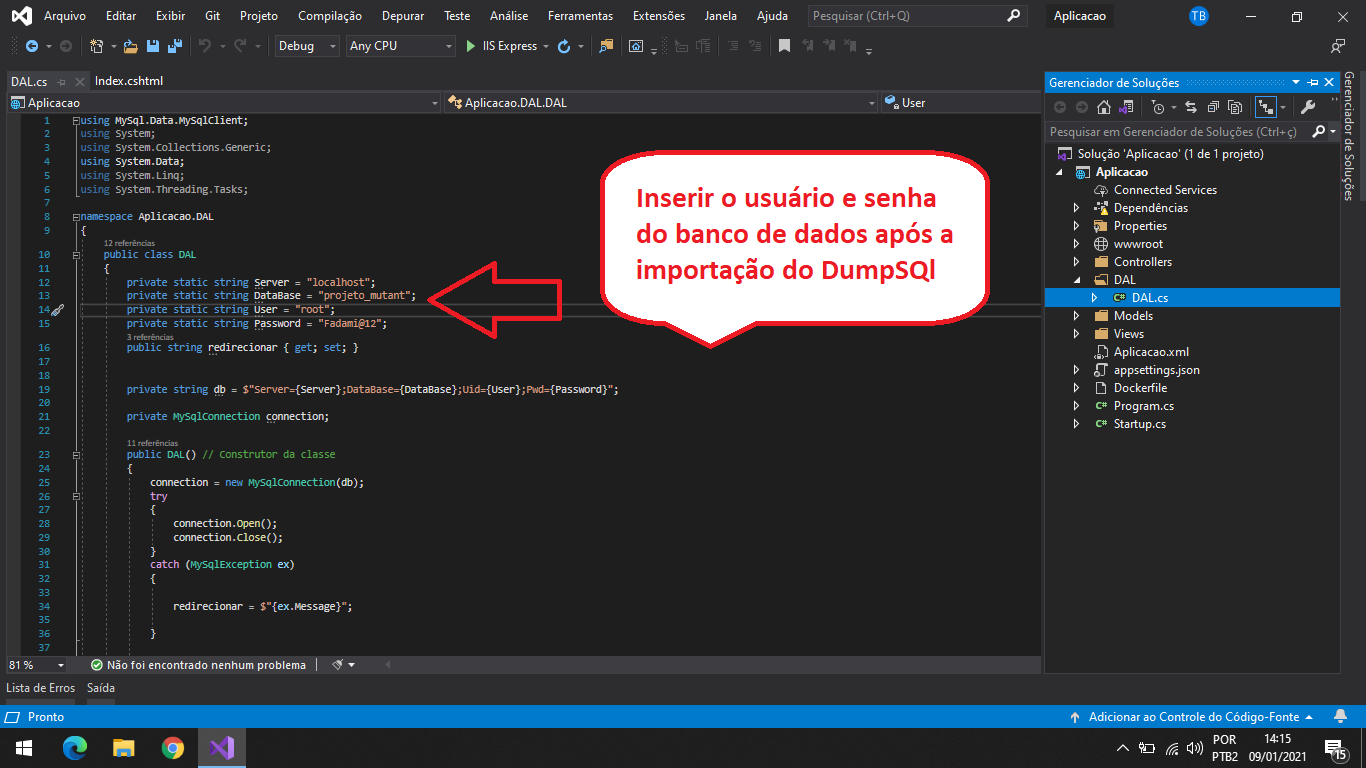 Arquivo Editar Exibir Git Projeto Compilação Depurar Teste Análise Ferramentas Extensões Janela Ajuda Pesquisar (Ctrl+Q) Aplicacao TB
Debug Any CPU IIS Express
DAL.cs Index.cshtml
Aplicacao Aplicacao.DAL.DAL User
1 using MySql.Data.MySqlClient;
2 using System;
3 using System.Collections.Generic;
4 using System.Data;
5 using System.Linq;
6 using System.Threading.Tasks;
7
8 namespace Aplicacao.DAL
9 {
12 referências
10 public class DAL
11 {
12 private static string Server = "localhost";
13 private static string DataBase = "projeto_mutant";
14 private static string User = "root";
15 private static string Password = "Fadami@12";
3 referências
16 public string redirecionar { get; set; }
17
18
19 private string db = $"Server={Server};DataBase={DataBase};Uid={User};Pwd={Password}";
20
21 private MySqlConnection connection;
22
11 referências
23 public DAL() // Construtor da classe
24 {
25 connection = new MySqlConnection(db);
26 try
27 {
28 connection.Open();
29 connection.Close();
30 }
31 catch (MySqlException ex)
32 {
33
34 redirecionar = $"{ex.Message}";
35
36 }
37
Inserir o usuário e senha
do banco de dados após a
importação do DumpSQl
81 % Não foi encontrado nenhum problema
Gerenciador de Soluções
Pesquisar em Gerenciador de Soluções (Ctrl+ç)
Solução 'Aplicacao' (1 de 1 projeto)
Aplicacao
Connected Services
Dependências
Properties
wwwroot
Controllers
DAL
C# DAL.cs
Models
Views
Aplicacao.xml
appsettings.json
Dockerfile
C# Program.cs
C# Startup.cs
Gerenciador de Soluções
Lista de Erros Saída
Pronto Adicionar ao Controle do Código-Fonte
POR 14:15
PTB2 09/01/2021 15